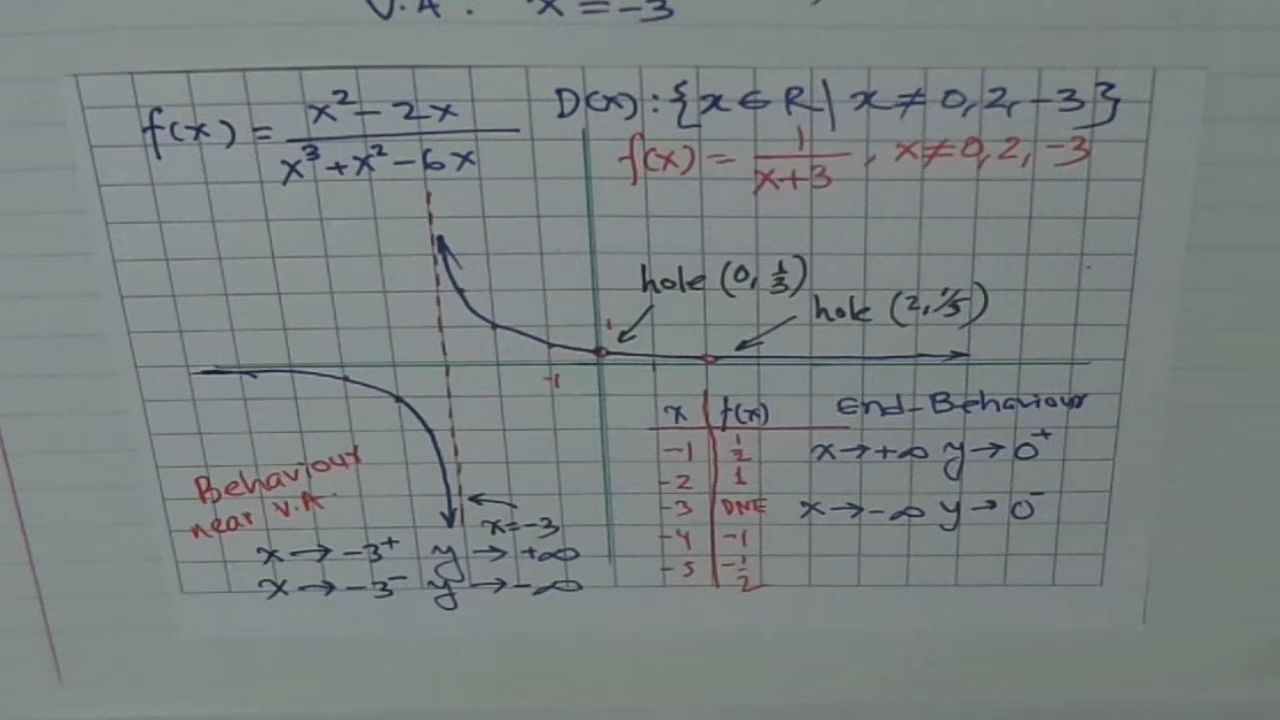 V.A. x = -3
f(x) = x² - 2x / x³ + x² - 6x
D(x): {x ∈ R | x ≠ 0, 2, -3}
f(x) = 1 / x+3, x ≠ 0, 2, -3
hole (0, 1/3)
hole (2, 1/5)
1
-1
x f(x)
-1 1/2
-2 1
-3 DNE
-4 -1
-5 -1/2
End-Behaviour
x → +∞ y → 0⁺
x → -∞ y → 0⁻
Behaviour
near V.A.
x = -3
x → -3⁺ y → +∞
x → -3⁻ y → -∞